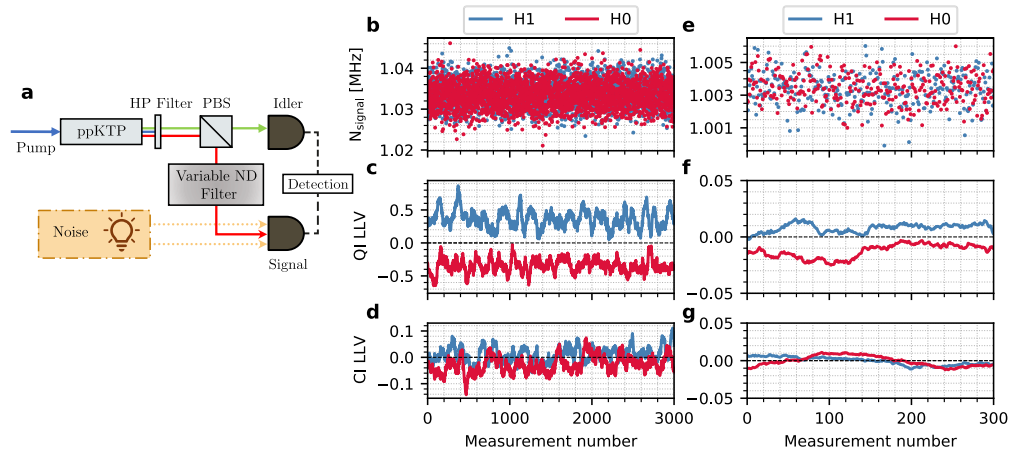 a
HP Filter
PBS
Idler
ppKTP
Pump
Variable ND
Filter
Detection
Noise
Signal
b
H1
H0
N_signal [MHz]
1.04
1.03
1.02
c
QI LLV
0.5
0.0
−0.5
d
CI LLV
0.1
0.0
−0.1
0
1000
2000
3000
Measurement number
e
H1
H0
1.005
1.003
1.001
f
0.05
0.00
−0.05
g
0.05
0.00
−0.05
0
100
200
300
Measurement number